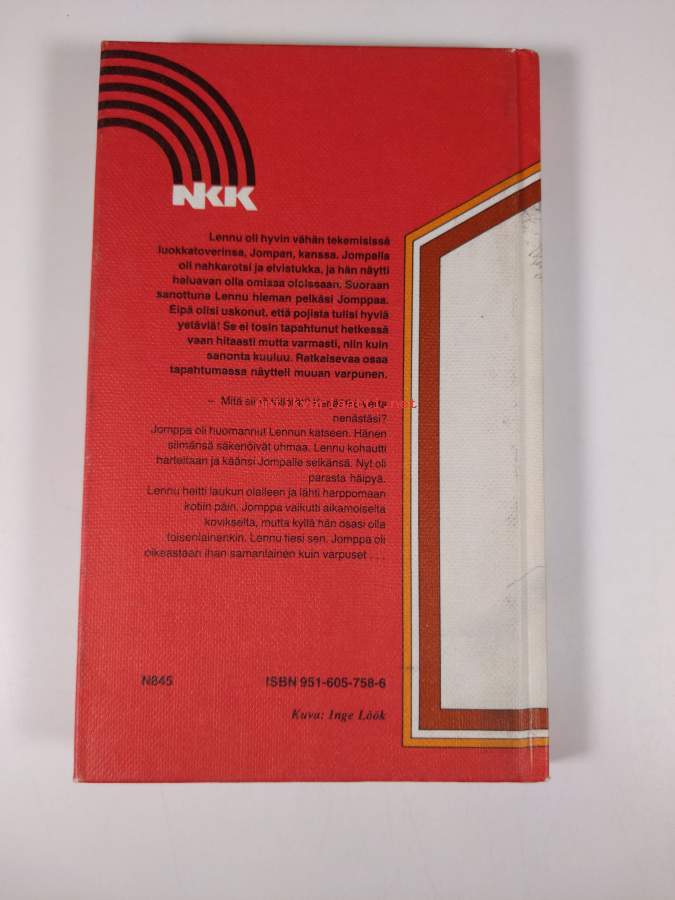 NKK
Lennu oli hyvin vähän tekemisissä
luokkatoverinsa, Jompan, kanssa. Jompalla
oli nahkarotsi ja elvistukka, ja hän näytti
haluavan olla omissa oloissaan. Suoraan
sanottuna Lennu hieman pelkäsi Jomppaa.
Eipä olisi uskonut, että pojista tulisi hyviä
ystäviä! Se ei tosin tapahtunut hetkessä
vaan hitaasti mutta varmasti, niin kuin
sanonta kuuluu. Ratkaisevaa osaa
tapahtumassa näytteli muuan varpunen.
– Mitä siinä
nenästäsi?
Jomppa oli huomannut Lennun katseen. Hänen
silmänsä säkenöivät uhmaa. Lennu kohautti
harteitaan ja käänsi Jompalle selkänsä. Nyt oli
parasta häipyä.
Lennu heitti laukun olalleen ja lähti harppomaan
kotiin päin. Jomppa vaikutti aikamoiselta
kovikselta, mutta kyllä hän osasi olla
toisenlainenkin. Lennu tiesi sen. Jomppa oli
oikeastaan ihan samanlainen kuin varpuset . . .
N845
ISBN 951-605-758-6
Kuva: Inge Löök